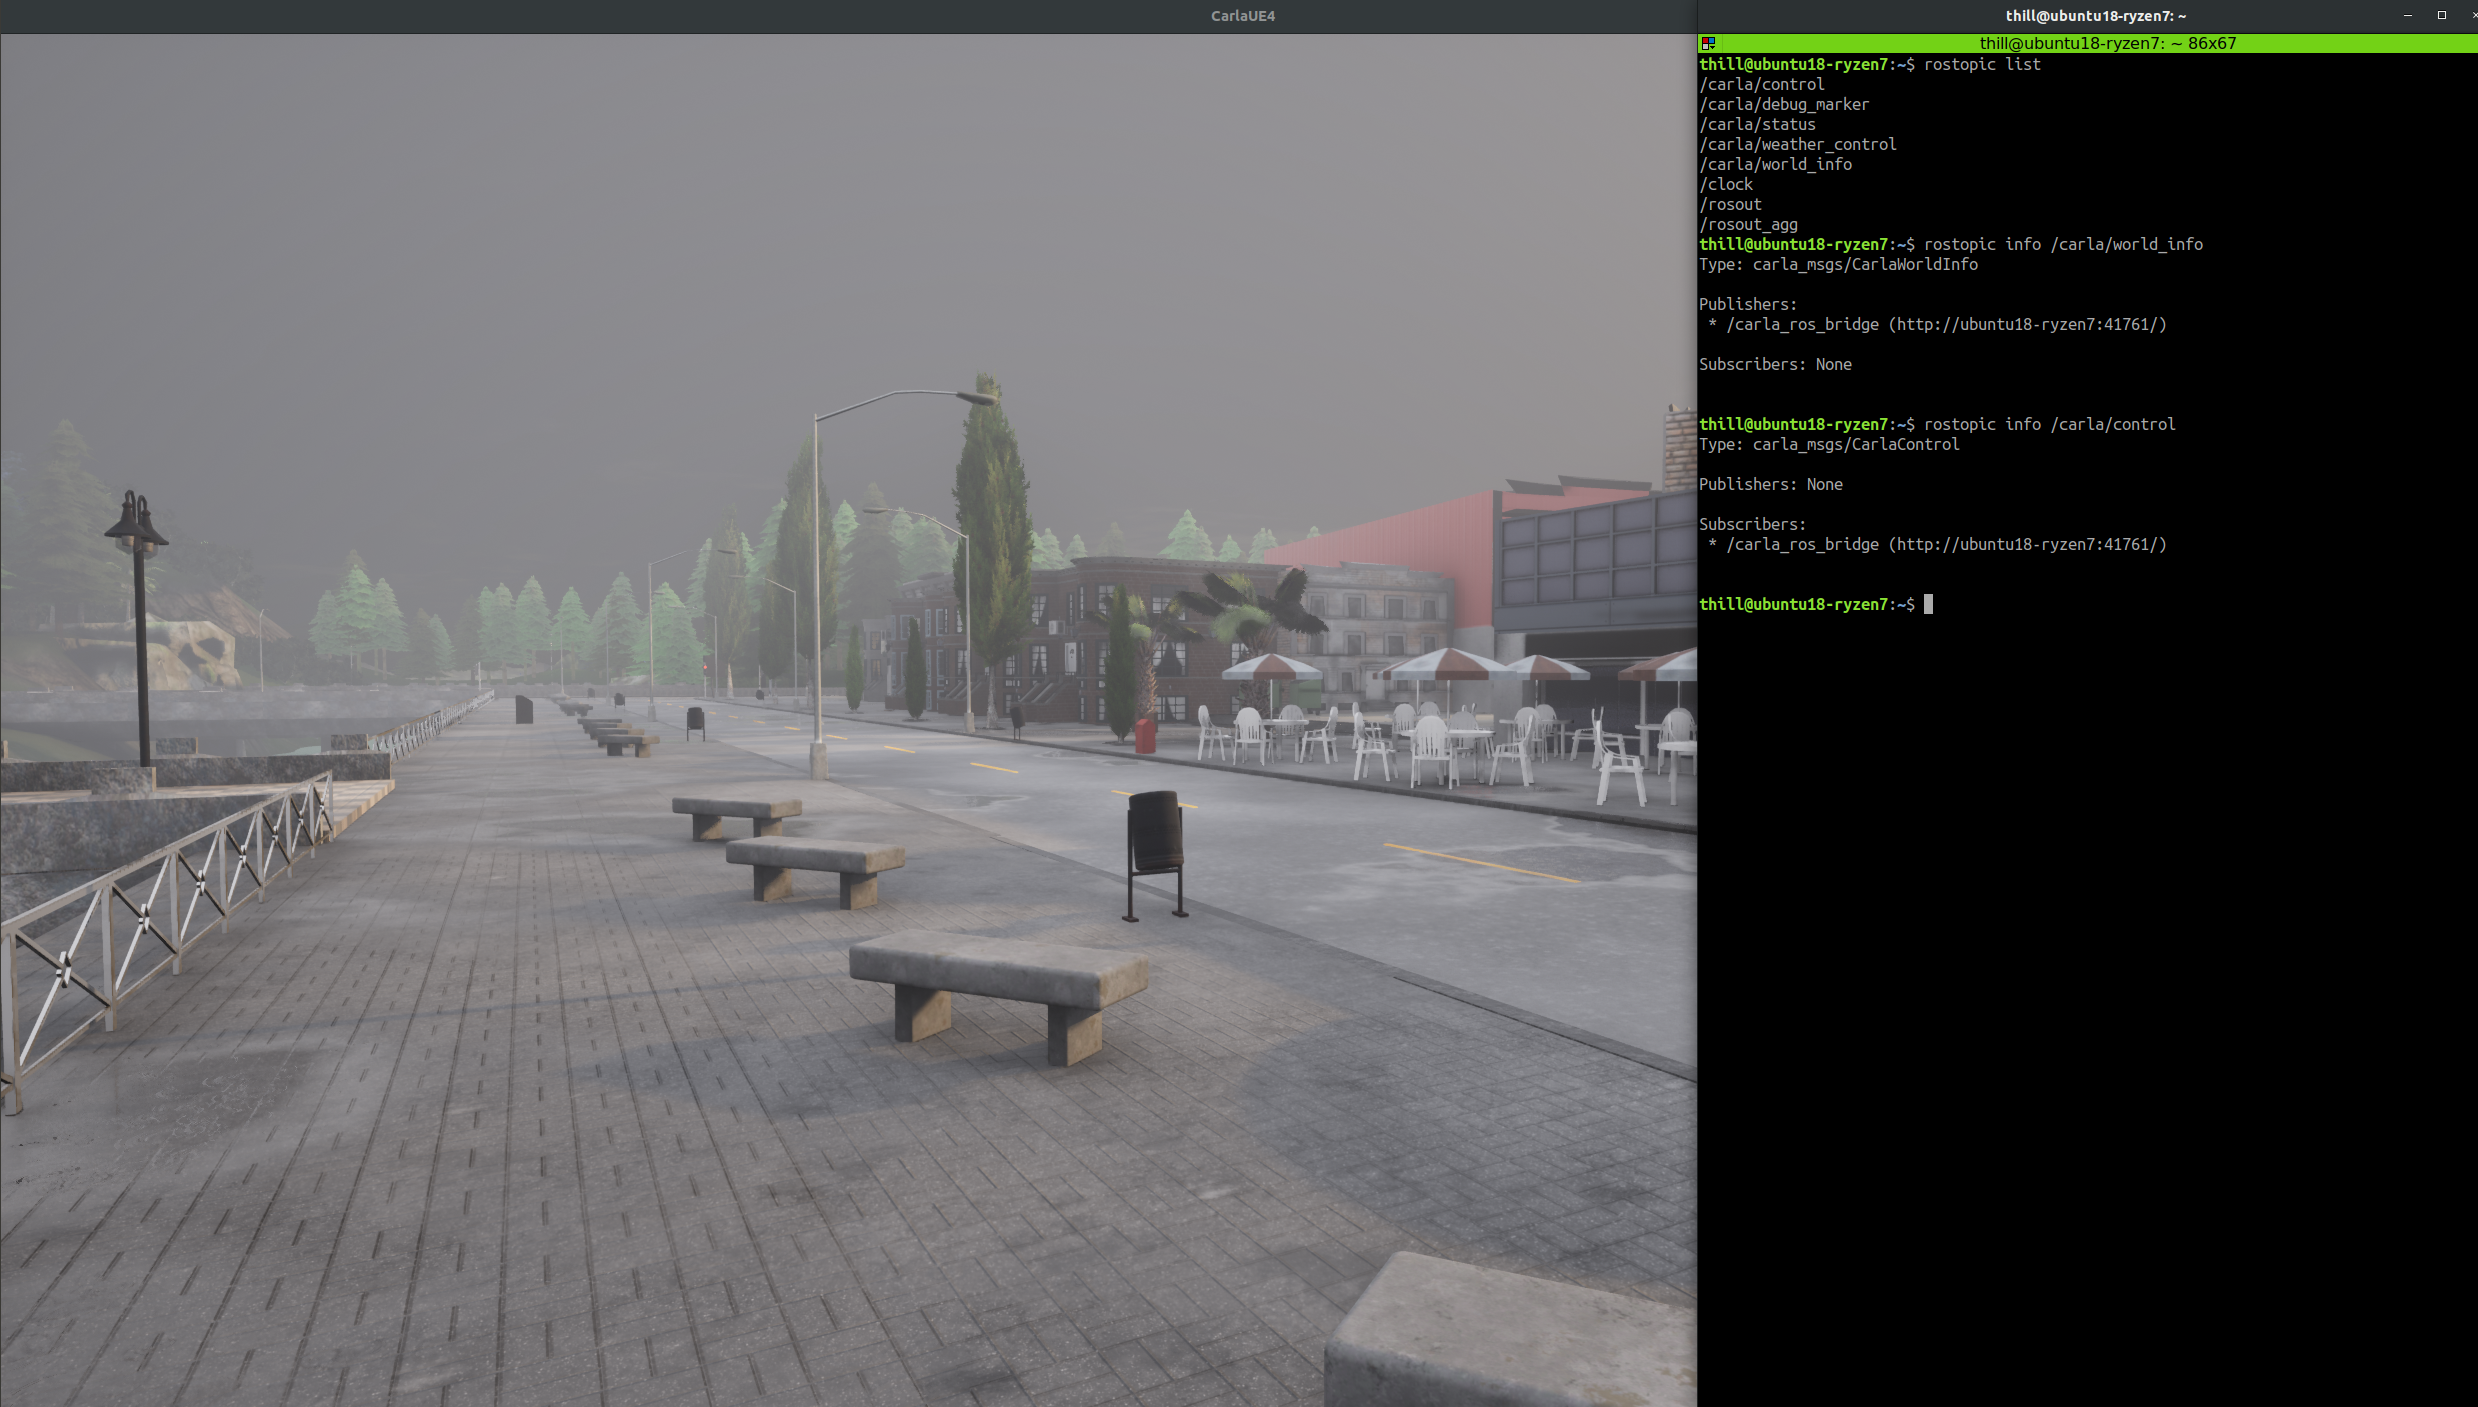 CarlaUE4
thill@ubuntu18-ryzen7: ~
thill@ubuntu18-ryzen7: ~ 86x67
thill@ubuntu18-ryzen7:~$ rostopic list
/carla/control
/carla/debug_marker
/carla/status
/carla/weather_control
/carla/world_info
/clock
/rosout
/rosout_agg
thill@ubuntu18-ryzen7:~$ rostopic info /carla/world_info
Type: carla_msgs/CarlaWorldInfo
Publishers:
* /carla_ros_bridge (http://ubuntu18-ryzen7:41761/)
Subscribers: None
thill@ubuntu18-ryzen7:~$ rostopic info /carla/control
Type: carla_msgs/CarlaControl
Publishers: None
Subscribers:
* /carla_ros_bridge (http://ubuntu18-ryzen7:41761/)
thill@ubuntu18-ryzen7:~$